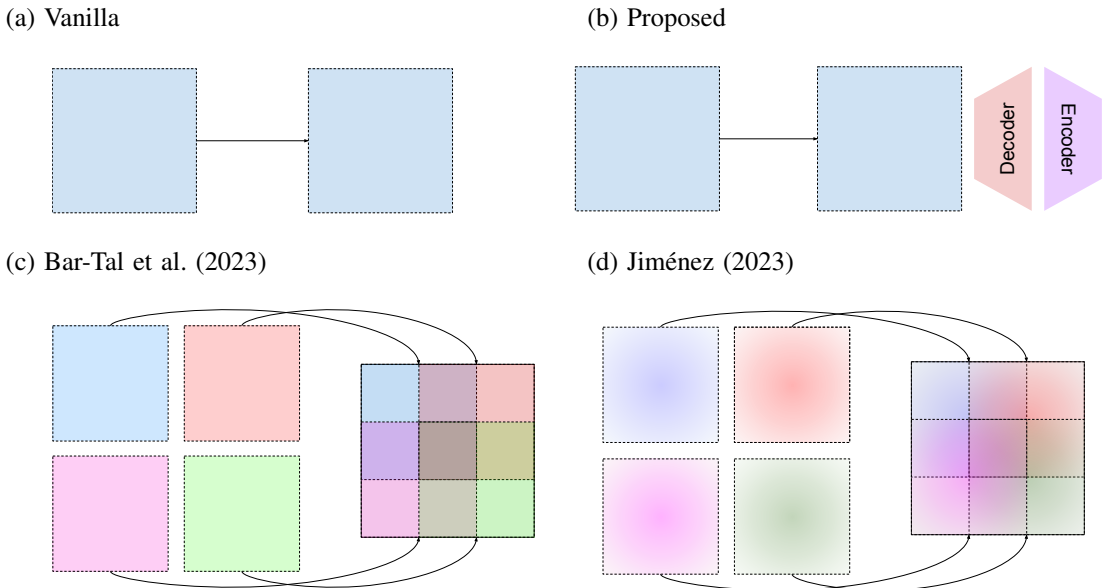 (a) Vanilla
(b) Proposed
Decoder
Encoder
(c) Bar-Tal et al. (2023)
(d) Jiménez (2023)